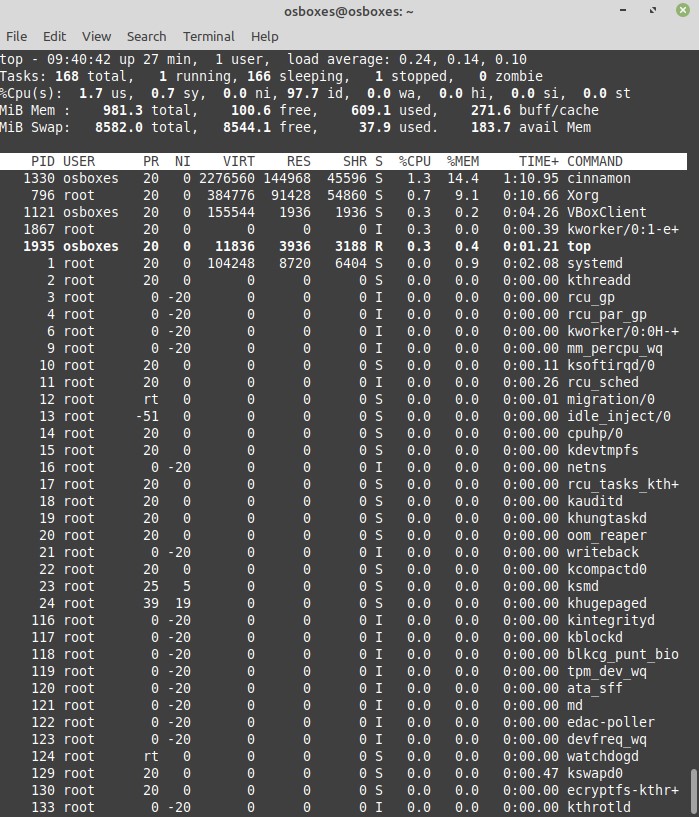 osboxes@osboxes: ~
File Edit View Search Terminal Help
top - 09:40:42 up 27 min,  1 user,  load average: 0.24, 0.14, 0.10
Tasks: 168 total,   1 running, 166 sleeping,   1 stopped,   0 zombie
%Cpu(s):  1.7 us,  0.7 sy,  0.0 ni, 97.7 id,  0.0 wa,  0.0 hi,  0.0 si,  0.0 st
MiB Mem :    981.3 total,    100.6 free,    609.1 used,    271.6 buff/cache
MiB Swap:   8582.0 total,   8544.1 free,     37.9 used.    183.7 avail Mem
PID USER PR NI VIRT RES SHR S %CPU %MEM TIME+ COMMAND
1330 osboxes 20 0 2276560 144968 45596 S 1.3 14.4 1:10.95 cinnamon
796 root 20 0 384776 91428 54860 S 0.7 9.1 0:10.66 Xorg
1121 osboxes 20 0 155544 1936 1936 S 0.3 0.2 0:04.26 VBoxClient
1867 root 20 0 0 0 0 I 0.3 0.0 0:00.39 kworker/0:1-e+
1935 osboxes 20 0 11836 3936 3188 R 0.3 0.4 0:01.21 top
1 root 20 0 104248 8720 6404 S 0.0 0.9 0:02.08 systemd
2 root 20 0 0 0 0 S 0.0 0.0 0:00.00 kthreadd
3 root 0 -20 0 0 0 I 0.0 0.0 0:00.00 rcu_gp
4 root 0 -20 0 0 0 I 0.0 0.0 0:00.00 rcu_par_gp
6 root 0 -20 0 0 0 I 0.0 0.0 0:00.00 kworker/0:0H-+
9 root 0 -20 0 0 0 I 0.0 0.0 0:00.00 mm_percpu_wq
10 root 20 0 0 0 0 S 0.0 0.0 0:00.11 ksoftirqd/0
11 root 20 0 0 0 0 I 0.0 0.0 0:00.26 rcu_sched
12 root rt 0 0 0 0 S 0.0 0.0 0:00.01 migration/0
13 root -51 0 0 0 0 S 0.0 0.0 0:00.00 idle_inject/0
14 root 20 0 0 0 0 S 0.0 0.0 0:00.00 cpuhp/0
15 root 20 0 0 0 0 S 0.0 0.0 0:00.00 kdevtmpfs
16 root 0 -20 0 0 0 I 0.0 0.0 0:00.00 netns
17 root 20 0 0 0 0 S 0.0 0.0 0:00.00 rcu_tasks_kth+
18 root 20 0 0 0 0 S 0.0 0.0 0:00.00 kauditd
19 root 20 0 0 0 0 S 0.0 0.0 0:00.00 khungtaskd
20 root 20 0 0 0 0 S 0.0 0.0 0:00.00 oom_reaper
21 root 0 -20 0 0 0 I 0.0 0.0 0:00.00 writeback
22 root 20 0 0 0 0 S 0.0 0.0 0:00.00 kcompactd0
23 root 25 5 0 0 0 S 0.0 0.0 0:00.00 ksmd
24 root 39 19 0 0 0 S 0.0 0.0 0:00.00 khugepaged
116 root 0 -20 0 0 0 I 0.0 0.0 0:00.00 kintegrityd
117 root 0 -20 0 0 0 I 0.0 0.0 0:00.00 kblockd
118 root 0 -20 0 0 0 I 0.0 0.0 0:00.00 blkcg_punt_bio
119 root 0 -20 0 0 0 I 0.0 0.0 0:00.00 tpm_dev_wq
120 root 0 -20 0 0 0 I 0.0 0.0 0:00.00 ata_sff
121 root 0 -20 0 0 0 I 0.0 0.0 0:00.00 md
122 root 0 -20 0 0 0 I 0.0 0.0 0:00.00 edac-poller
123 root 0 -20 0 0 0 I 0.0 0.0 0:00.00 devfreq_wq
124 root rt 0 0 0 0 S 0.0 0.0 0:00.00 watchdogd
129 root 20 0 0 0 0 S 0.0 0.0 0:00.47 kswapd0
130 root 20 0 0 0 0 S 0.0 0.0 0:00.00 ecryptfs-kthr+
133 root 0 -20 0 0 0 I 0.0 0.0 0:00.00 kthrotld